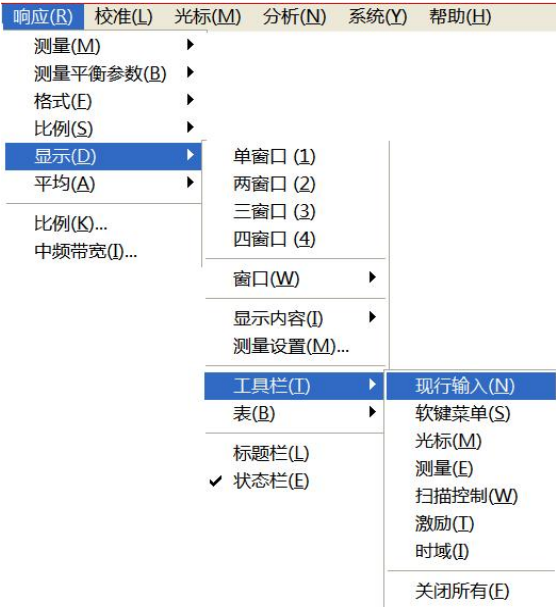 响应(R) 校准(L) 光标(M) 分析(N) 系统(Y) 帮助(H)
测量(M)
测量平衡参数(B)
格式(F)
比例(S)
显示(D)
平均(A)
比例(K)...
中频带宽(I)...
单窗口 (1)
两窗口 (2)
三窗口 (3)
四窗口 (4)
窗口(W)
显示内容(I)
测量设置(M)...
工具栏(T)
表(B)
标题栏(L)
状态栏(E)
现行输入(N)
软键菜单(S)
光标(M)
测量(E)
扫描控制(W)
激励(T)
时域(I)
关闭所有(F)